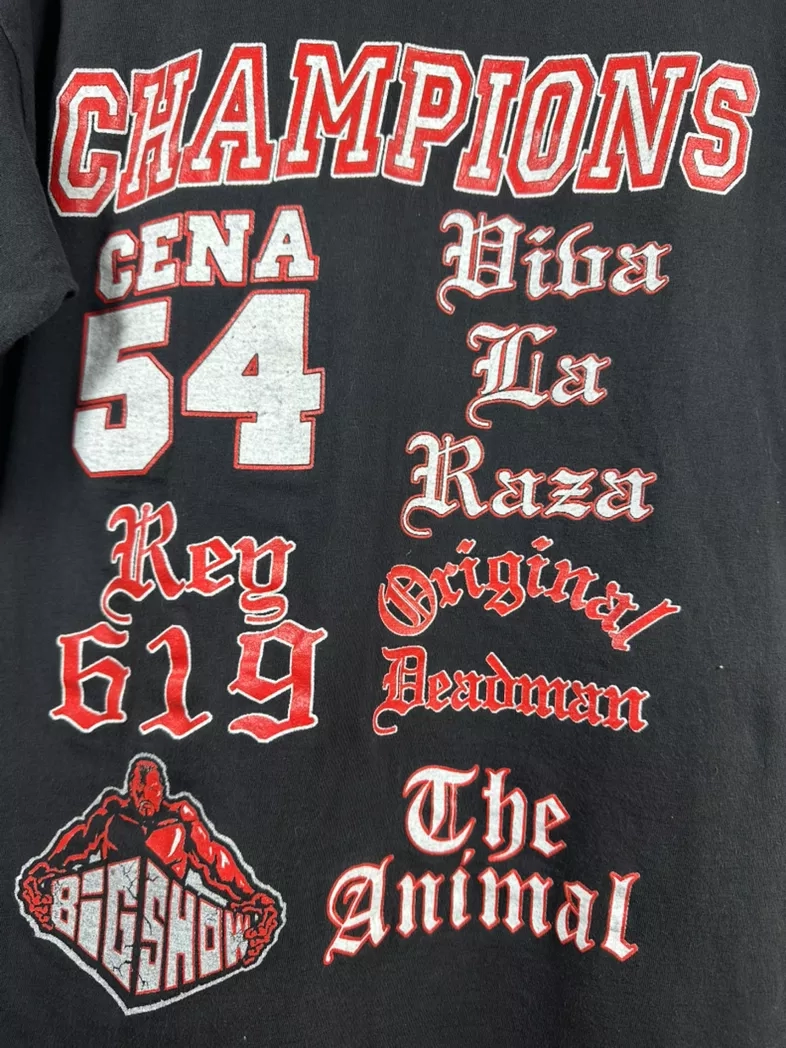 CHAMPIONS
CENA
54
Viva
La
Raza
Rey
619
Original
Deadman
BIG SHOW
The
Animal